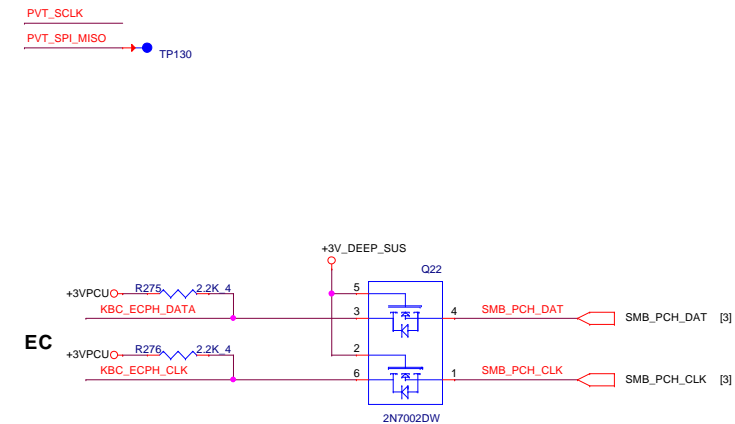 PVT_SCLK
PVT_SPI_MISO
TP130
+3V_DEEP_SUS
Q22
+3VPCU R275 2.2K_4 5
KBC_ECPH_DATA 3 4 SMB_PCH_DAT SMB_PCH_DAT [3]
EC
+3VPCU R276 2.2K_4 2
KBC_ECPH_CLK 6 1 SMB_PCH_CLK SMB_PCH_CLK [3]
2N7002DW